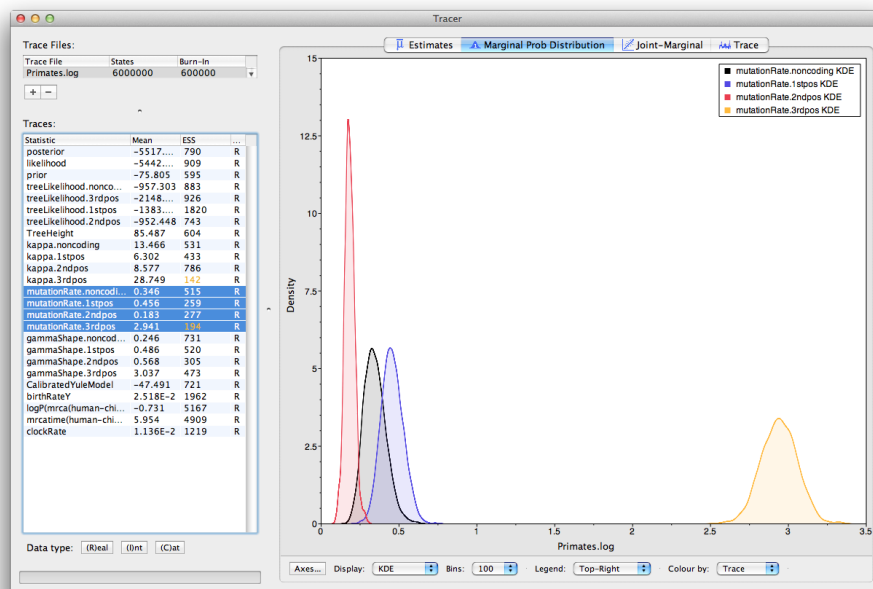 Tracer
Trace Files:
Trace File States Burn-In
Primates.log 6000000 600000
+ −
Traces:
Statistic Mean ESS ...
posterior -5517.... 790 R
likelihood -5442.... 909 R
prior -75.805 595 R
treeLikelihood.nonco... -957.303 883 R
treeLikelihood.3rdpos -2148.... 926 R
treeLikelihood.1stpos -1383.... 1820 R
treeLikelihood.2ndpos -952.448 743 R
TreeHeight 85.487 604 R
kappa.noncoding 13.466 531 R
kappa.1stpos 6.302 433 R
kappa.2ndpos 8.577 786 R
kappa.3rdpos 28.749 142 R
mutationRate.noncodi... 0.346 515 R
mutationRate.1stpos 0.456 259 R
mutationRate.2ndpos 0.183 277 R
mutationRate.3rdpos 2.941 194 R
gammaShape.noncod... 0.246 731 R
gammaShape.1stpos 0.486 520 R
gammaShape.2ndpos 0.568 305 R
gammaShape.3rdpos 3.037 473 R
CalibratedYuleModel -47.491 721 R
birthRateY 2.518E-2 1962 R
logP(mrca(human-chi... -0.731 5167 R
mrcatime(human-chi... 5.954 4909 R
clockRate 1.136E-2 1219 R
Data type: (R)eal (I)nt (C)at
Estimates Marginal Prob Distribution Joint-Marginal Trace
mutationRate.noncoding KDE
mutationRate.1stpos KDE
mutationRate.2ndpos KDE
mutationRate.3rdpos KDE
Density
15
12.5
10
7.5
5
2.5
0
0 0.5 1 1.5 2 2.5 3 3.5
Primates.log
Axes... Display: KDE Bins: 100 Legend: Top-Right Colour by: Trace